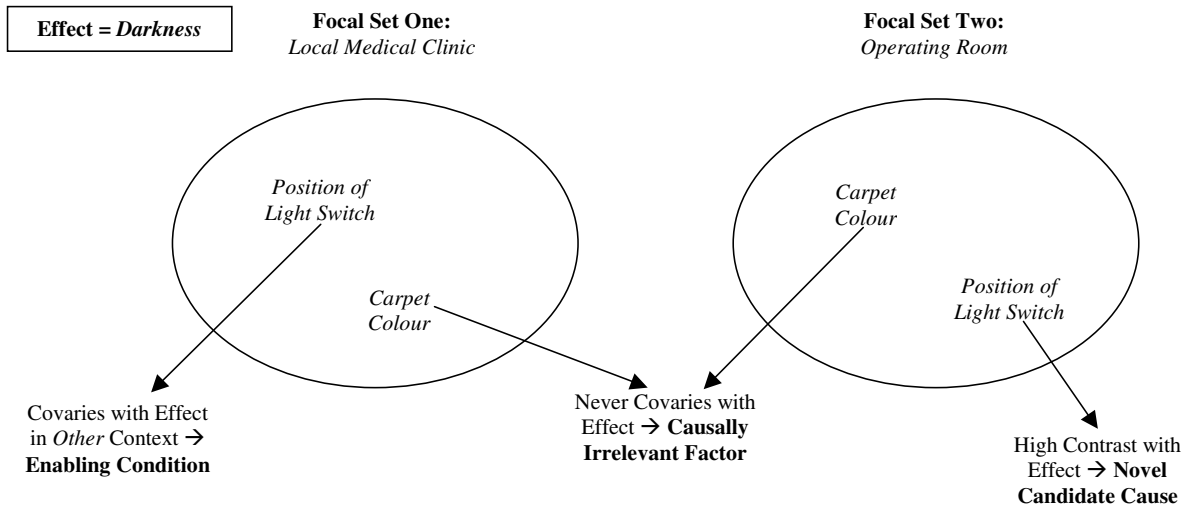 Effect = Darkness
Focal Set One:
Local Medical Clinic
Focal Set Two:
Operating Room
Position of
Light Switch
Carpet
Colour
Carpet
Colour
Position of
Light Switch
Covaries with Effect
in Other Context →
Enabling Condition
Never Covaries with
Effect → Causally
Irrelevant Factor
High Contrast with
Effect → Novel
Candidate Cause